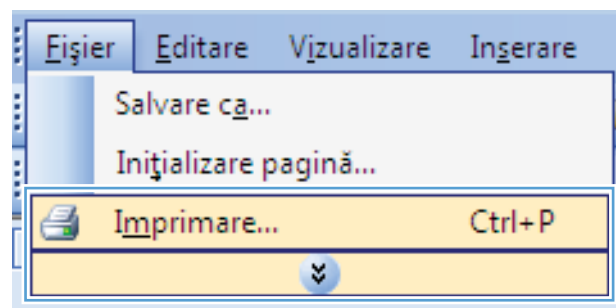 Fişier Editare Vizualizare Inserare
Salvare ca...
Iniţializare pagină...
Imprimare... Ctrl+P